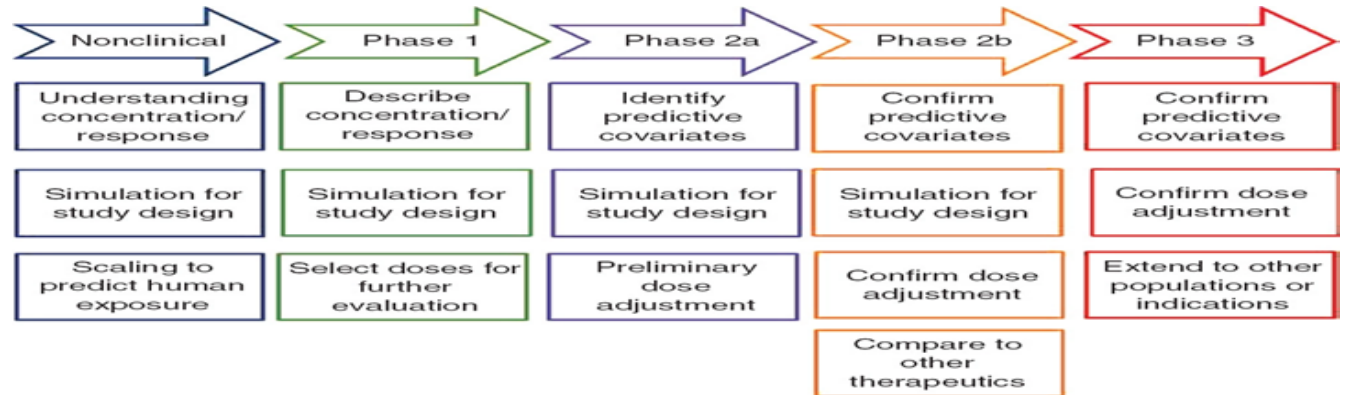 Nonclinical
Phase 1
Phase 2a
Phase 2b
Phase 3
Understanding
concentration/
response
Describe
concentration/
response
Identify
predictive
covariates
Confirm
predictive
covariates
Confirm
predictive
covariates
Simulation for
study design
Simulation for
study design
Simulation for
study design
Simulation for
study design
Confirm dose
adjustment
Scaling to
predict human
exposure
Select doses for
further
evaluation
Preliminary
dose
adjustment
Confirm dose
adjustment
Extend to other
populations or
indications
Compare to
other
therapeutics